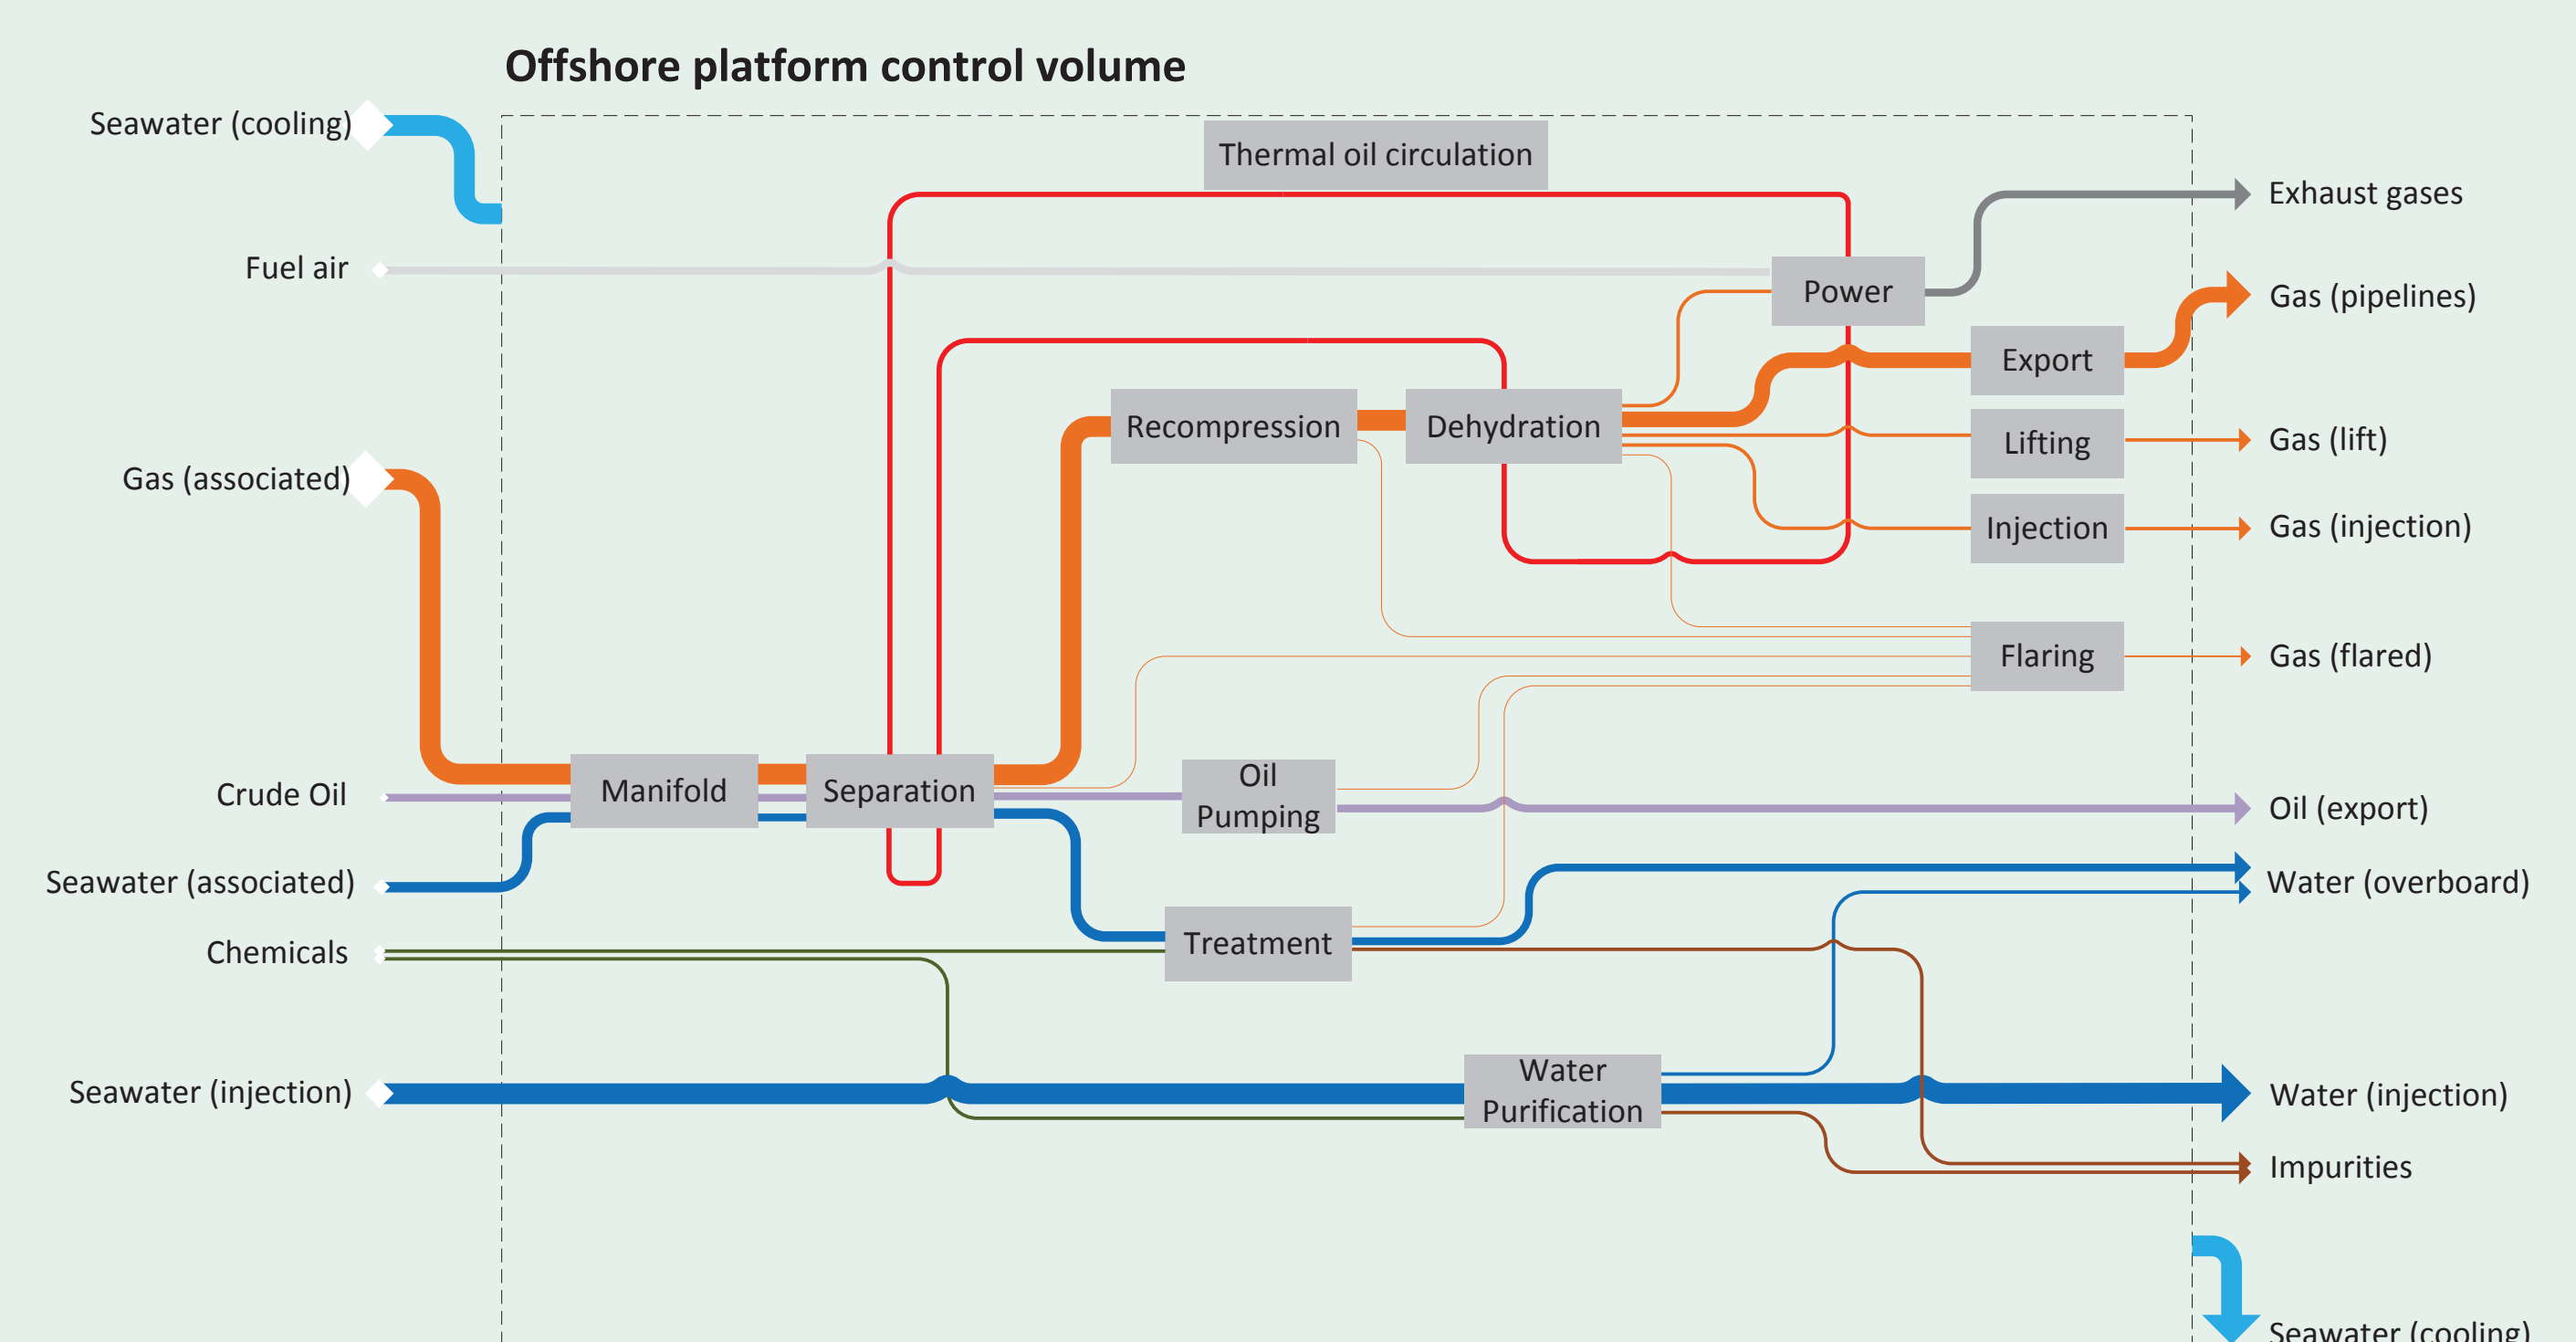 Offshore platform control volume
Seawater (cooling)
Thermal oil circulation
Exhaust gases
Fuel air
Power
Gas (pipelines)
Export
Recompression
Dehydration
Lifting
Gas (lift)
Gas (associated)
Injection
Gas (injection)
Flaring
Gas (flared)
Crude Oil
Manifold
Separation
Oil
Pumping
Oil (export)
Seawater (associated)
Water (overboard)
Chemicals
Treatment
Seawater (injection)
Water
Purification
Water (injection)
Impurities
Seawater (cooling)